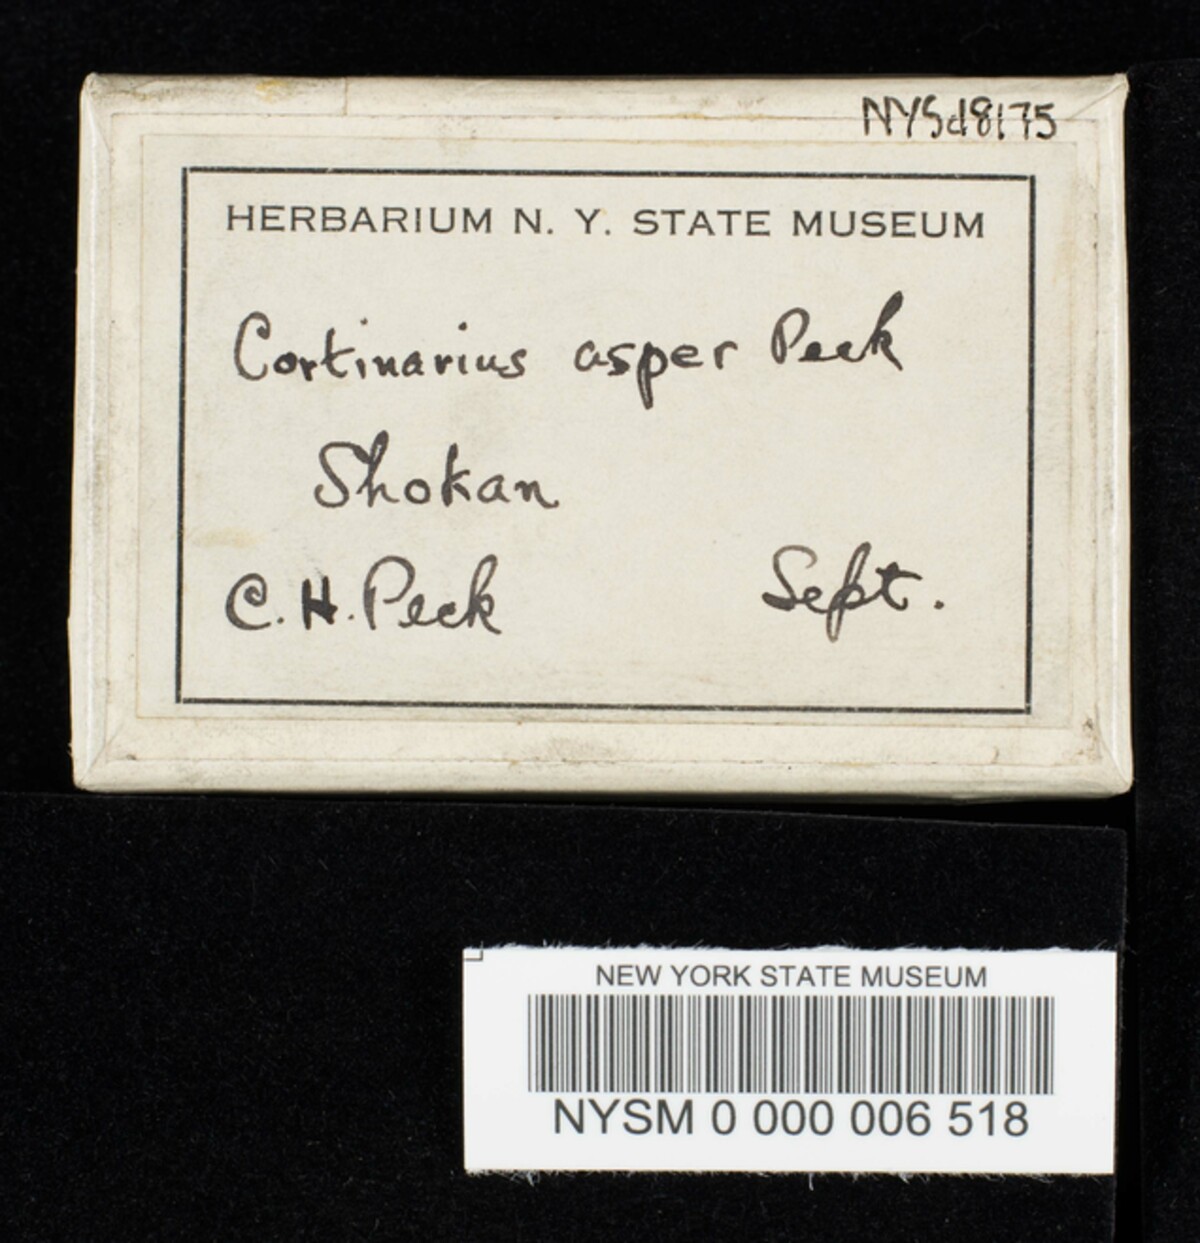 NYSd8175
HERBARIUM N. Y. STATE MUSEUM
Cortinarius asper Peck
Shokan
C. H. Peck Sept.
NEW YORK STATE MUSEUM
NYSM 0 000 006 518